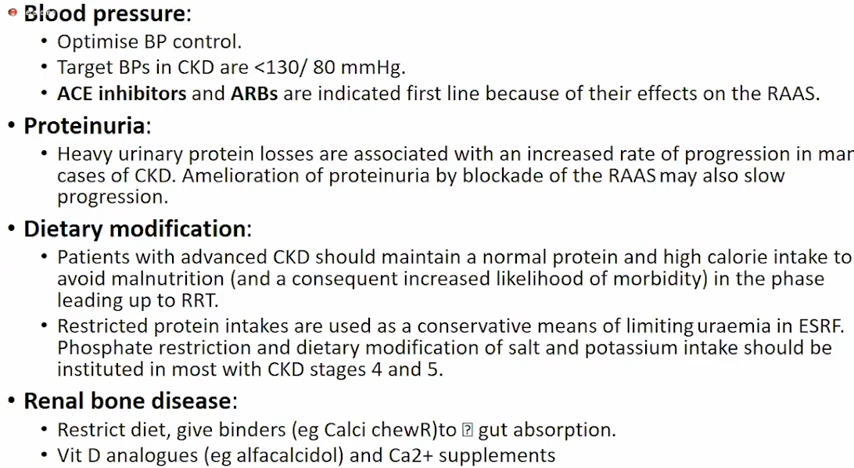 • Blood pressure:
• Optimise BP control.
• Target BPs in CKD are <130/ 80 mmHg.
• ACE inhibitors and ARBs are indicated first line because of their effects on the RAAS.
• Proteinuria:
• Heavy urinary protein losses are associated with an increased rate of progression in mar
cases of CKD. Amelioration of proteinuria by blockade of the RAAS may also slow
progression.
• Dietary modification:
• Patients with advanced CKD should maintain a normal protein and high calorie intake to
avoid malnutrition (and a consequent increased likelihood of morbidity) in the phase
leading up to RRT.
• Restricted protein intakes are used as a conservative means of limiting uraemia in ESRF.
Phosphate restriction and dietary modification of salt and potassium intake should be
instituted in most with CKD stages 4 and 5.
• Renal bone disease:
• Restrict diet, give binders (eg Calci chewR)to ⍰ gut absorption.
• Vit D analogues (eg alfacalcidol) and Ca2+ supplements